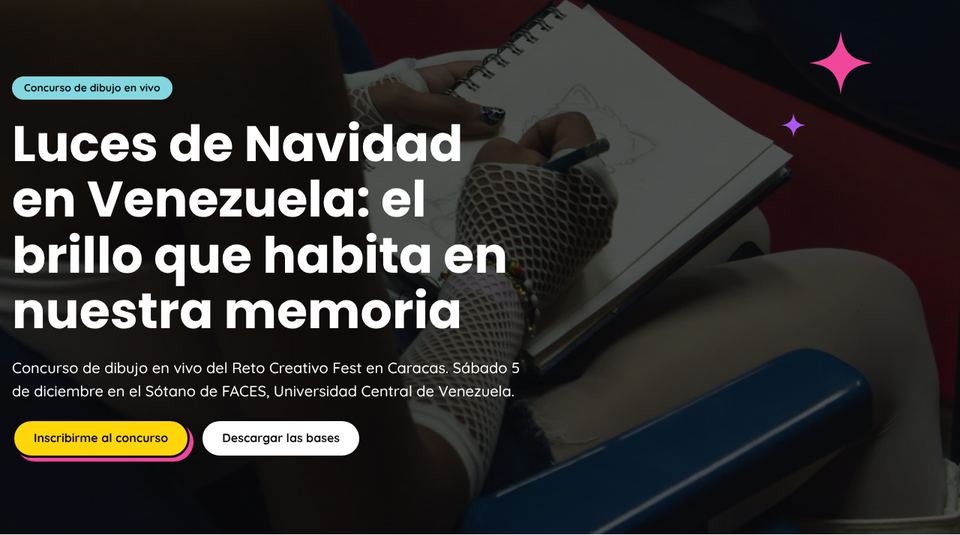 Concurso de dibujo en vivo
Luces de Navidad
en Venezuela: el
brillo que habita en
nuestra memoria
Concurso de dibujo en vivo del Reto Creativo Fest en Caracas. Sábado 5
de diciembre en el Sótano de FACES, Universidad Central de Venezuela.
Inscribirme al concurso
Descargar las bases